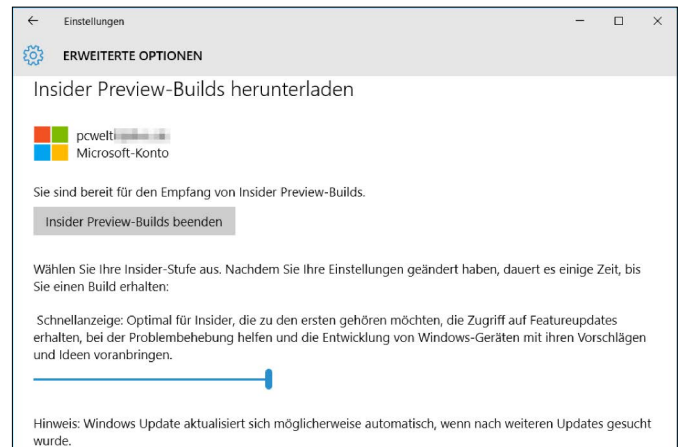 Einstellungen
ERWEITERTE OPTIONEN
Insider Preview-Builds herunterladen
pcwelt
Microsoft-Konto
Sie sind bereit für den Empfang von Insider Preview-Builds.
Insider Preview-Builds beenden
Wählen Sie Ihre Insider-Stufe aus. Nachdem Sie Ihre Einstellungen geändert haben, dauert es einige Zeit, bis
Sie einen Build erhalten:
Schnellanzeige: Optimal für Insider, die zu den ersten gehören möchten, die Zugriff auf Featureupdates
erhalten, bei der Problembehebung helfen und die Entwicklung von Windows-Geräten mit ihren Vorschlägen
und Ideen voranbringen.
Hinweis: Windows Update aktualisiert sich möglicherweise automatisch, wenn nach weiteren Updates gesucht
wurde.